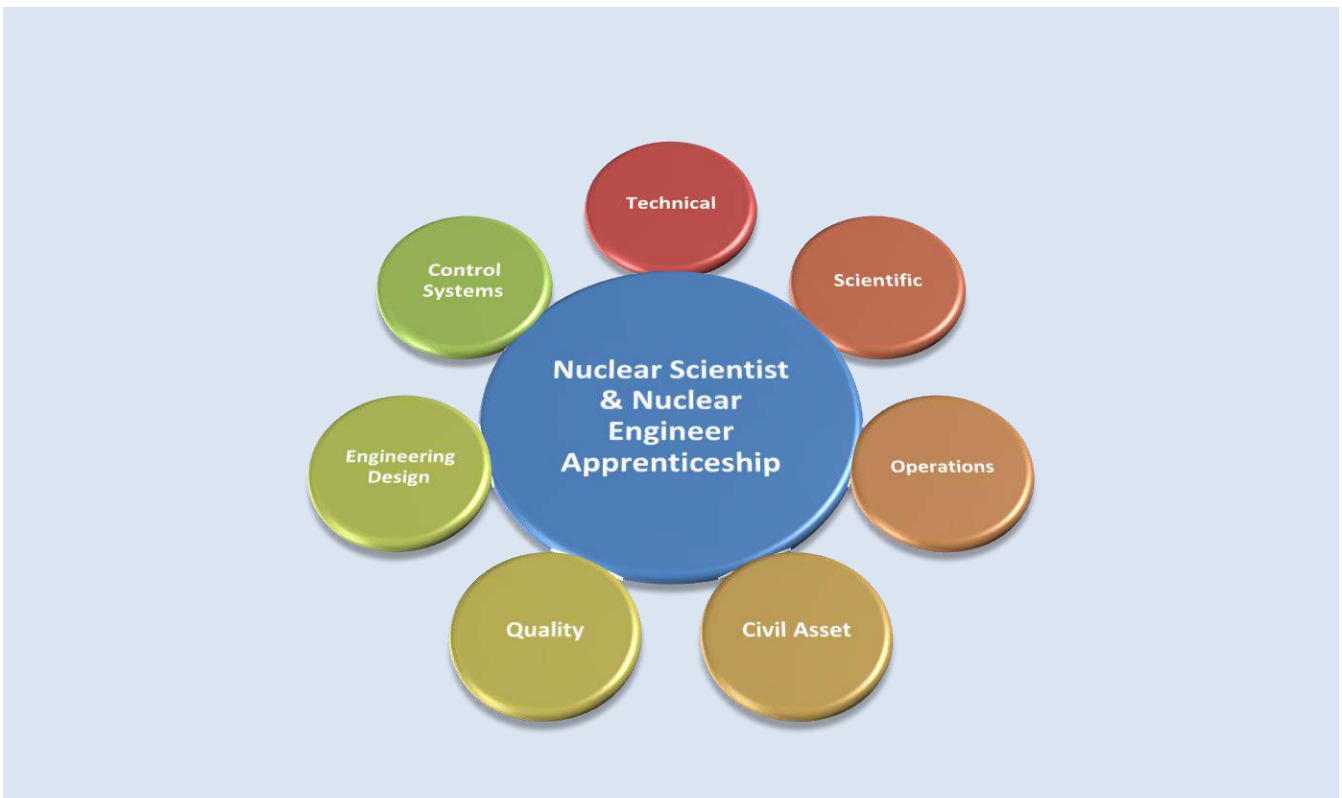 Technical
Control
Systems
Scientific
Nuclear Scientist
& Nuclear
Engineer
Apprenticeship
Engineering
Design
Operations
Quality
Civil Asset